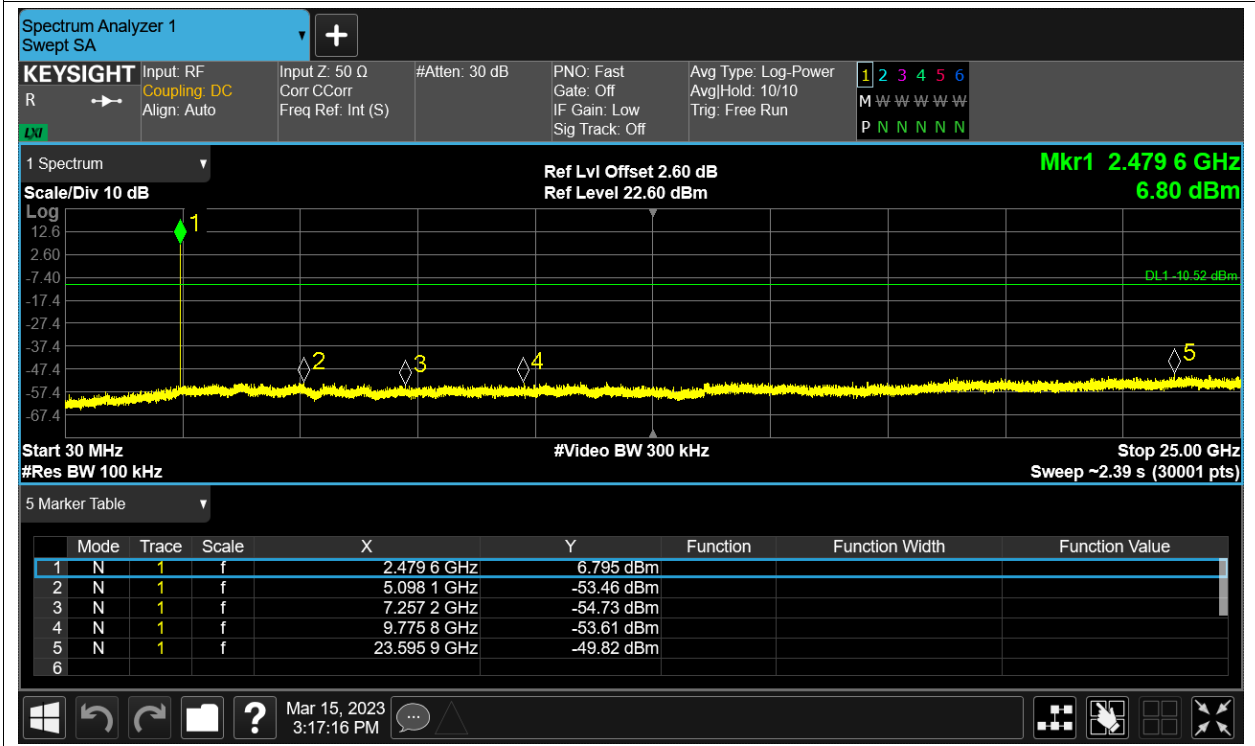 Spectrum Analyzer 1
Swept SA
+
KEYSIGHT Input: RF Input Z: 50 Ω #Atten: 30 dB PNO: Fast Avg Type: Log-Power 1 2 3 4 5 6
R Coupling: DC Corr CCorr Gate: Off Avg|Hold: 10/10 M W W W W W
Align: Auto Freq Ref: Int (S) IF Gain: Low Trig: Free Run
LXI Sig Track: Off P N N N N N
1 Spectrum Ref Lvl Offset 2.60 dB Mkr1 2.479 6 GHz
Scale/Div 10 dB Ref Level 22.60 dBm 6.80 dBm
Log
1
12.6
2.60
-7.40 DL1 -10.52 dBm
-17.4
-27.4
-37.4
2 3 4 5
-47.4
-57.4
-67.4
Start 30 MHz #Video BW 300 kHz Stop 25.00 GHz
#Res BW 100 kHz Sweep ~2.39 s (30001 pts)
5 Marker Table
Mode Trace Scale X Y Function Function Width Function Value
1 N 1 f 2.479 6 GHz 6.795 dBm
2 N 1 f 5.098 1 GHz -53.46 dBm
3 N 1 f 7.257 2 GHz -54.73 dBm
4 N 1 f 9.775 8 GHz -53.61 dBm
5 N 1 f 23.595 9 GHz -49.82 dBm
6
? Mar 15, 2023
3:17:16 PM